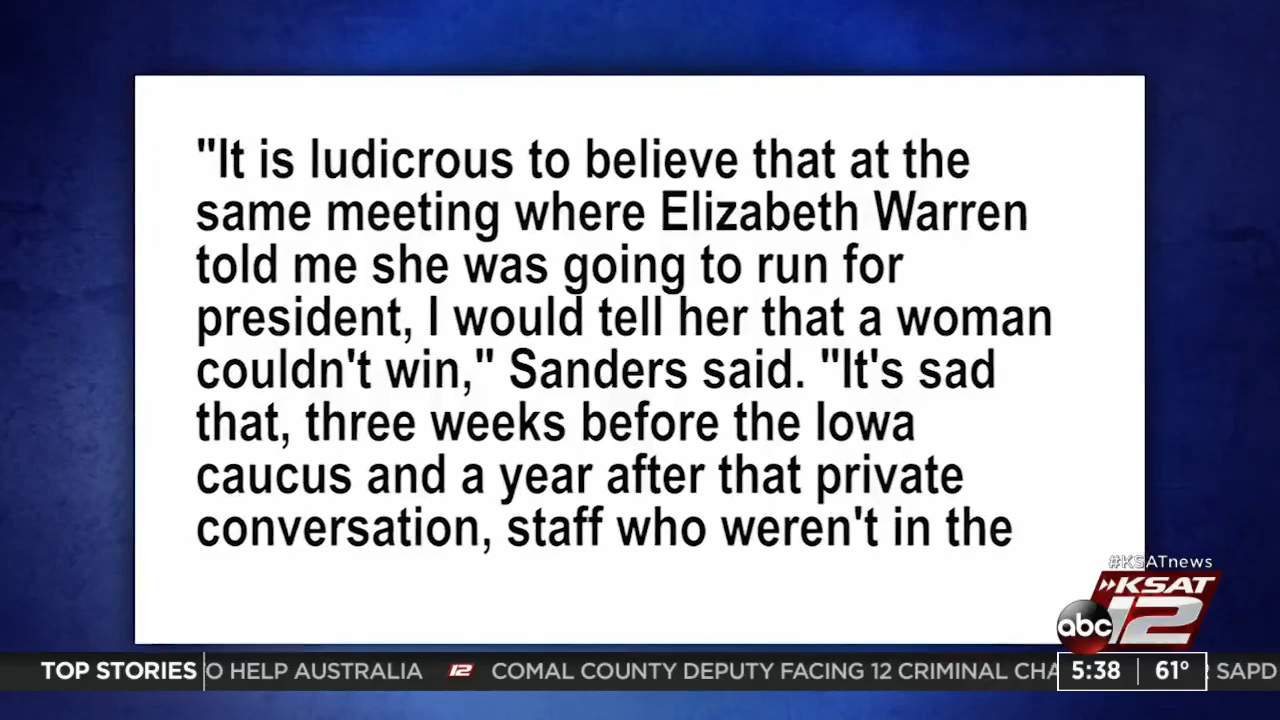 "It is ludicrous to believe that at the
same meeting where Elizabeth Warren
told me she was going to run for
president, I would tell her that a woman
couldn't win," Sanders said. "It's sad
that, three weeks before the Iowa
caucus and a year after that private
conversation, staff who weren't in the
#KSATnews
KSAT
abc 12
TOP STORIES O HELP AUSTRALIA 12 COMAL COUNTY DEPUTY FACING 12 CRIMINAL CHA 5:38 61° SAPD